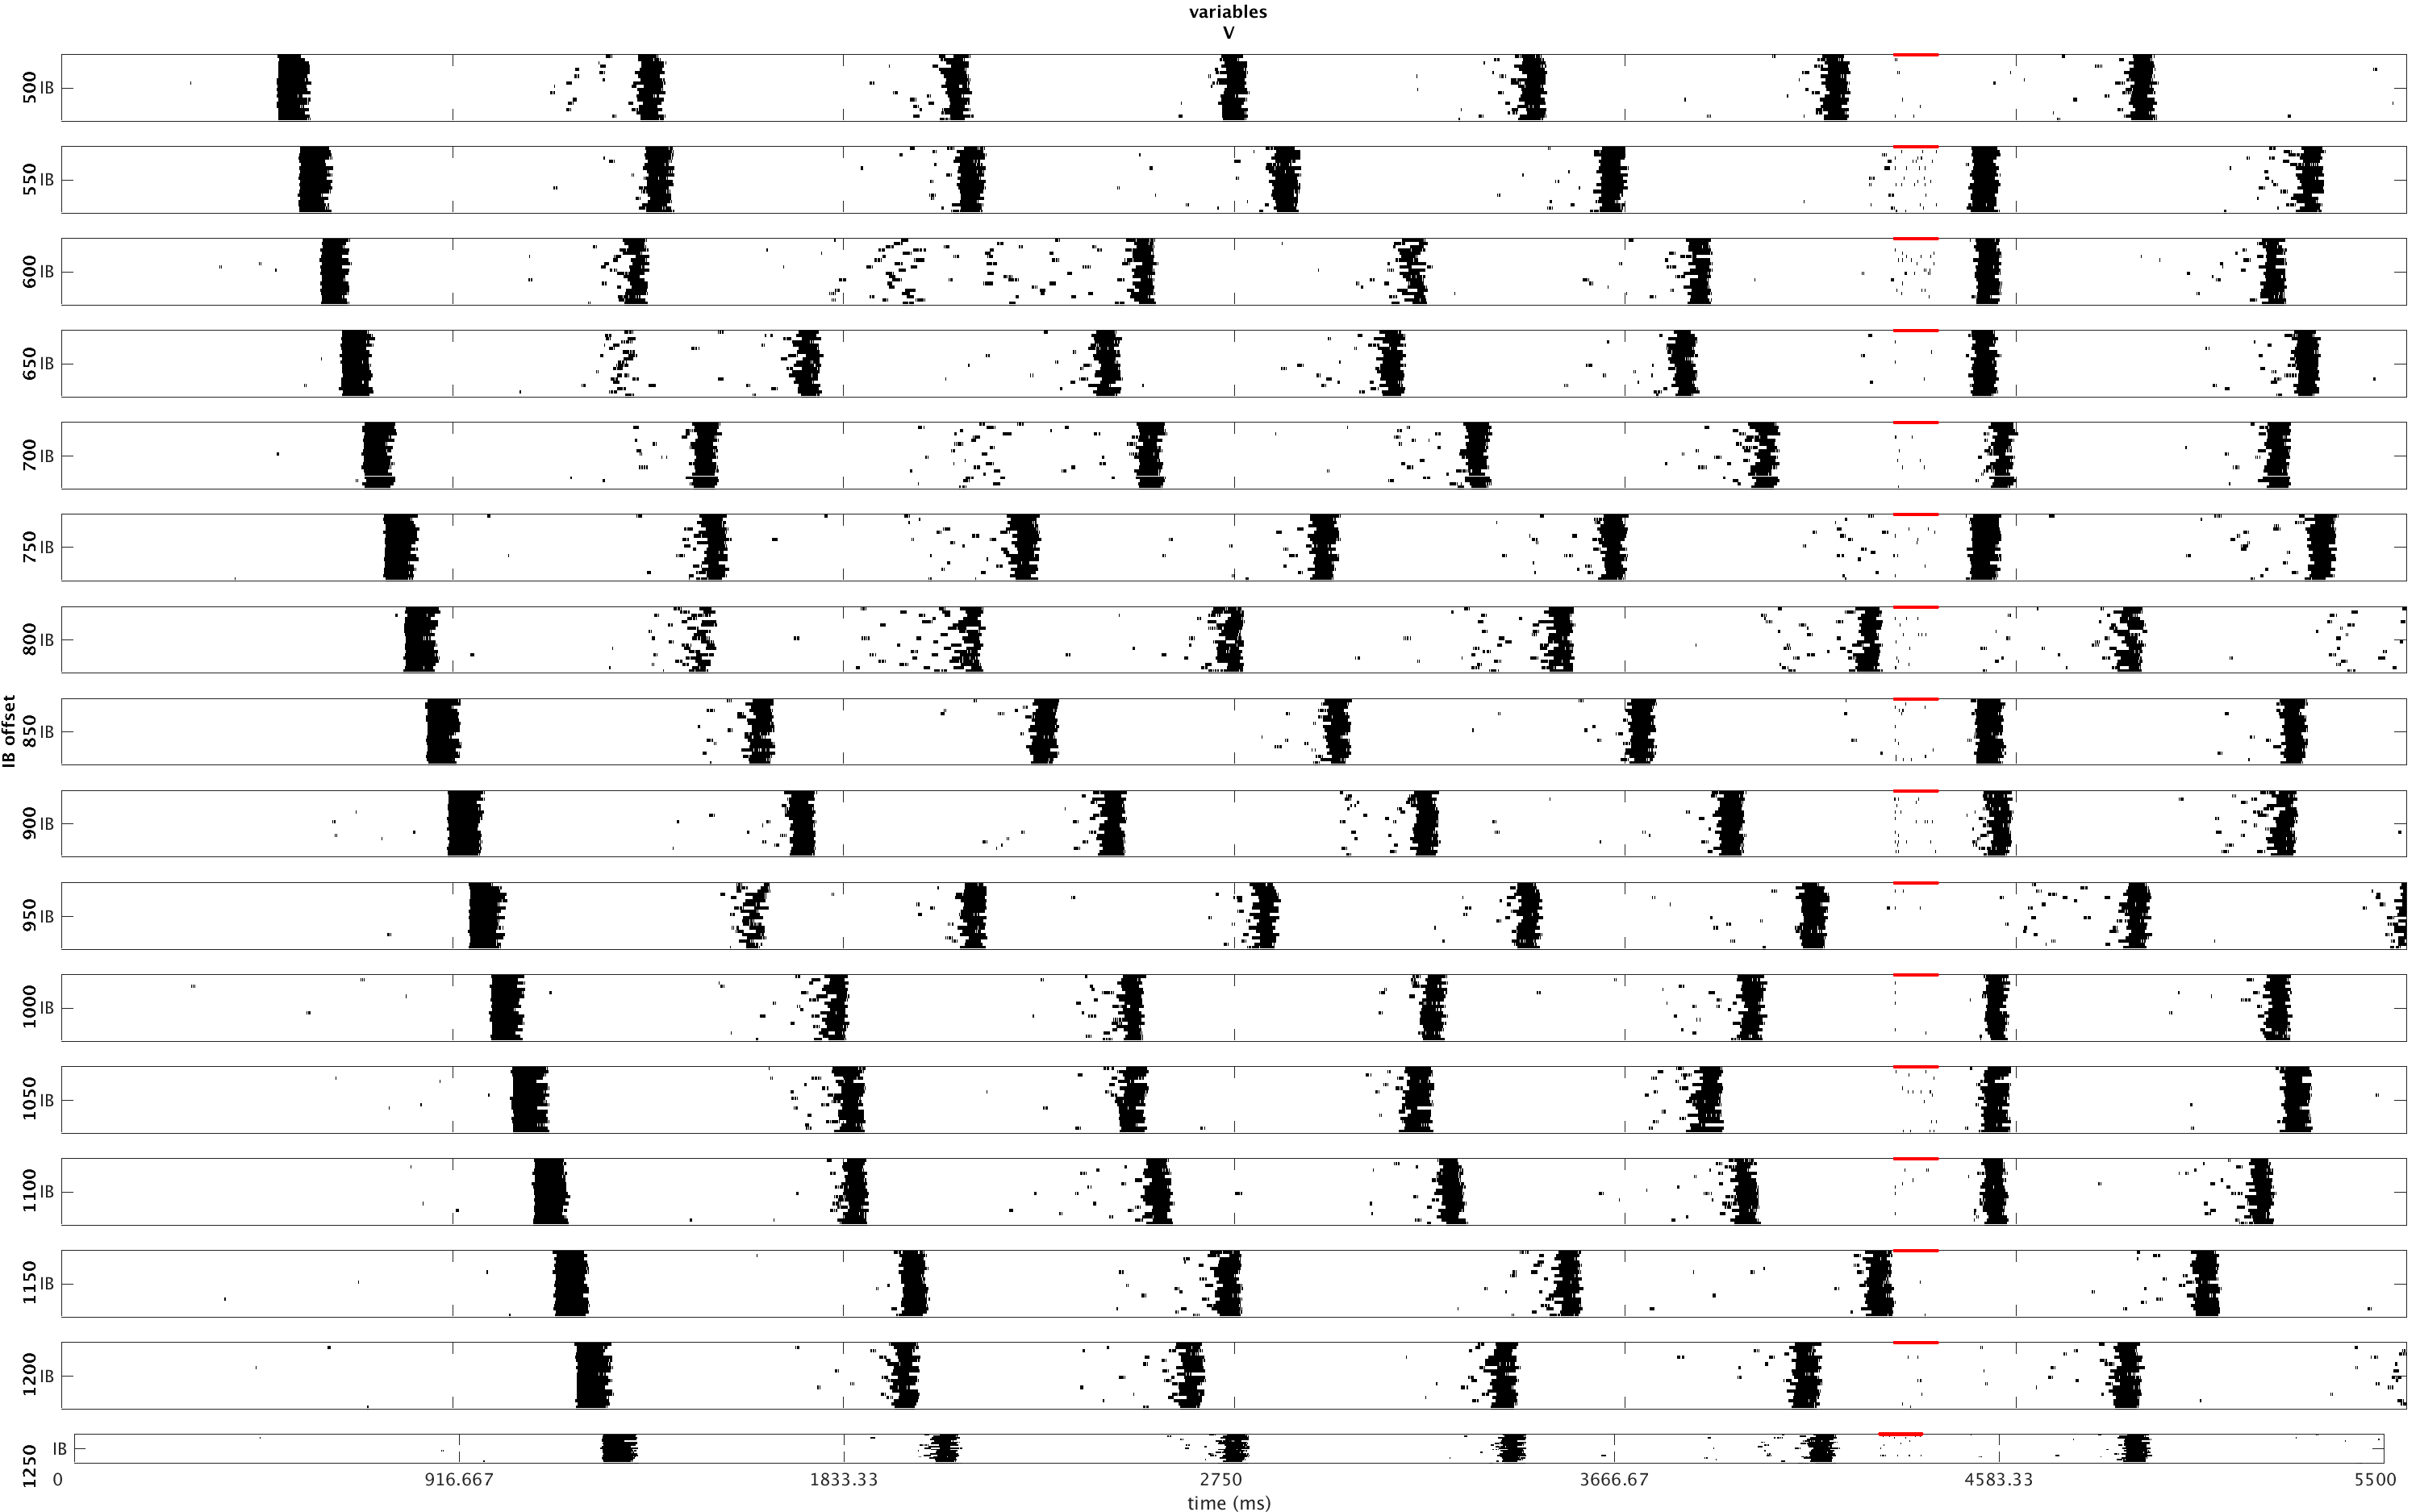 variables
V
500 IB
550 IB
600 IB
650 IB
700 IB
750 IB
800 IB
IB offset
850 IB
900 IB
950 IB
1000 IB
1050 IB
1100 IB
1150 IB
1200 IB
1250 IB
0 916.667 1833.33 2750 3666.67 4583.33 5500
time (ms)